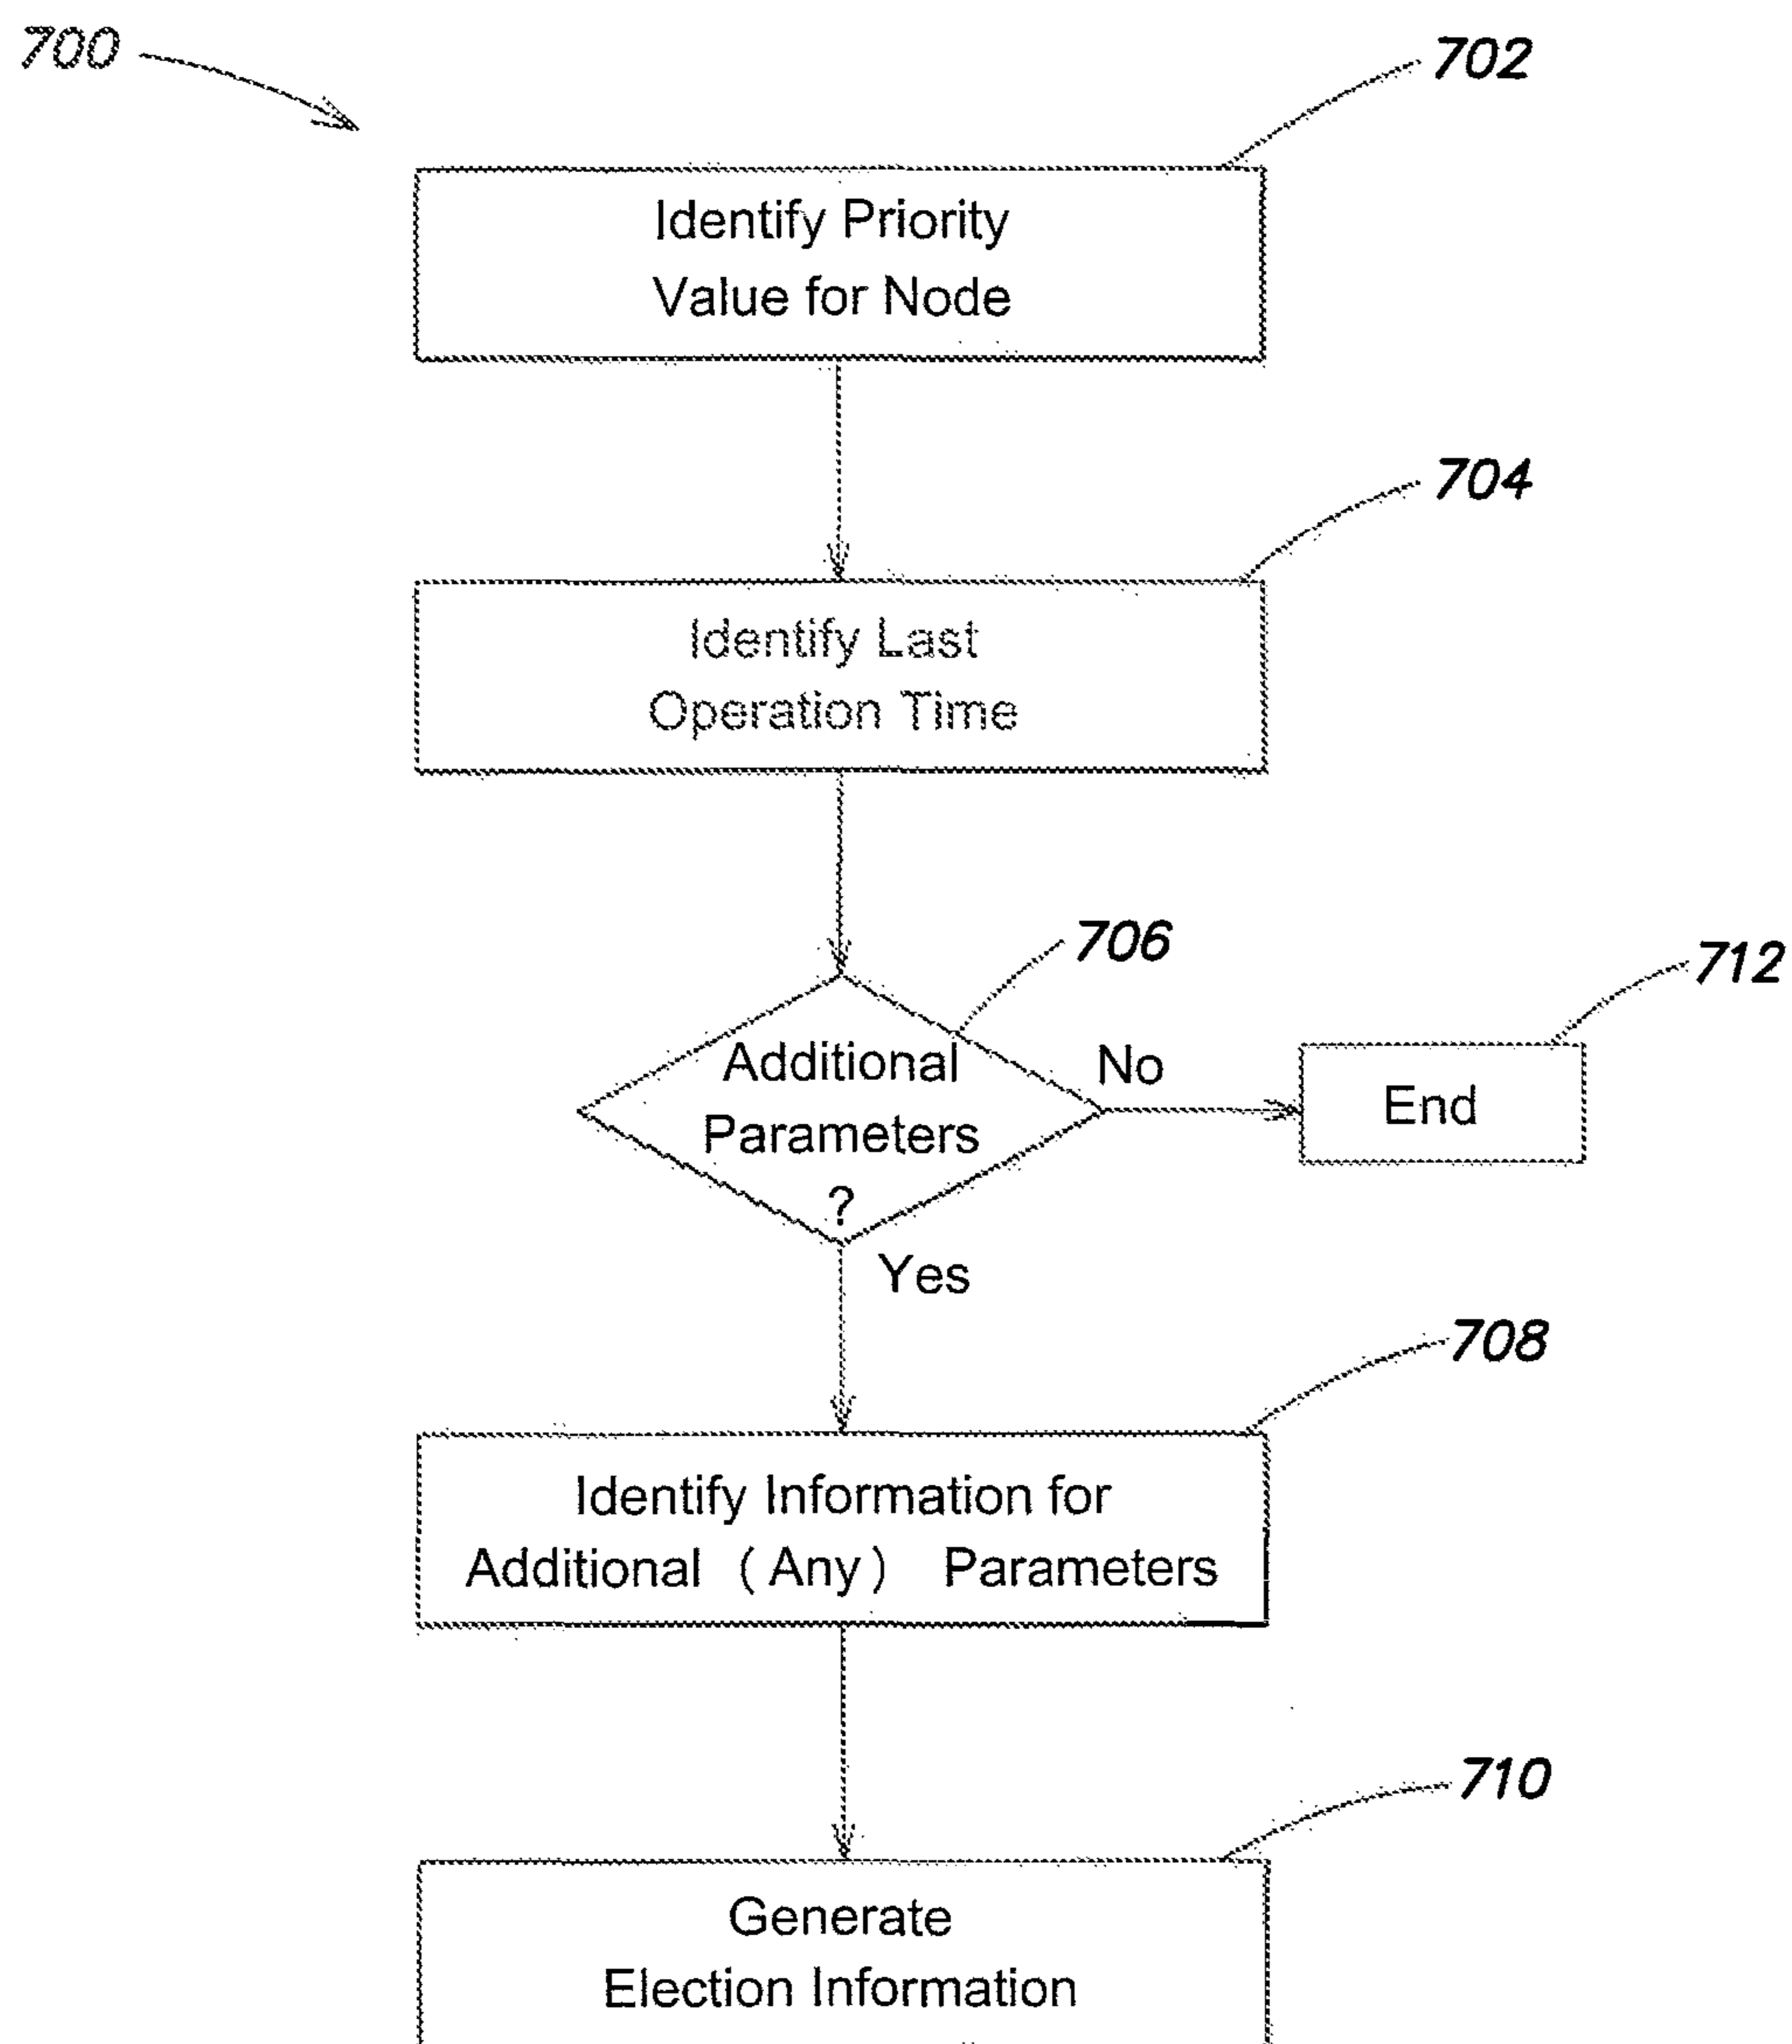 700
702
Identify Priority
Value for Node
704
Identify Last
Operation Time
706
712
Additional
Parameters
?
No
End
Yes
708
Identify Information for
Additional (Any) Parameters
710
Generate
Election Information